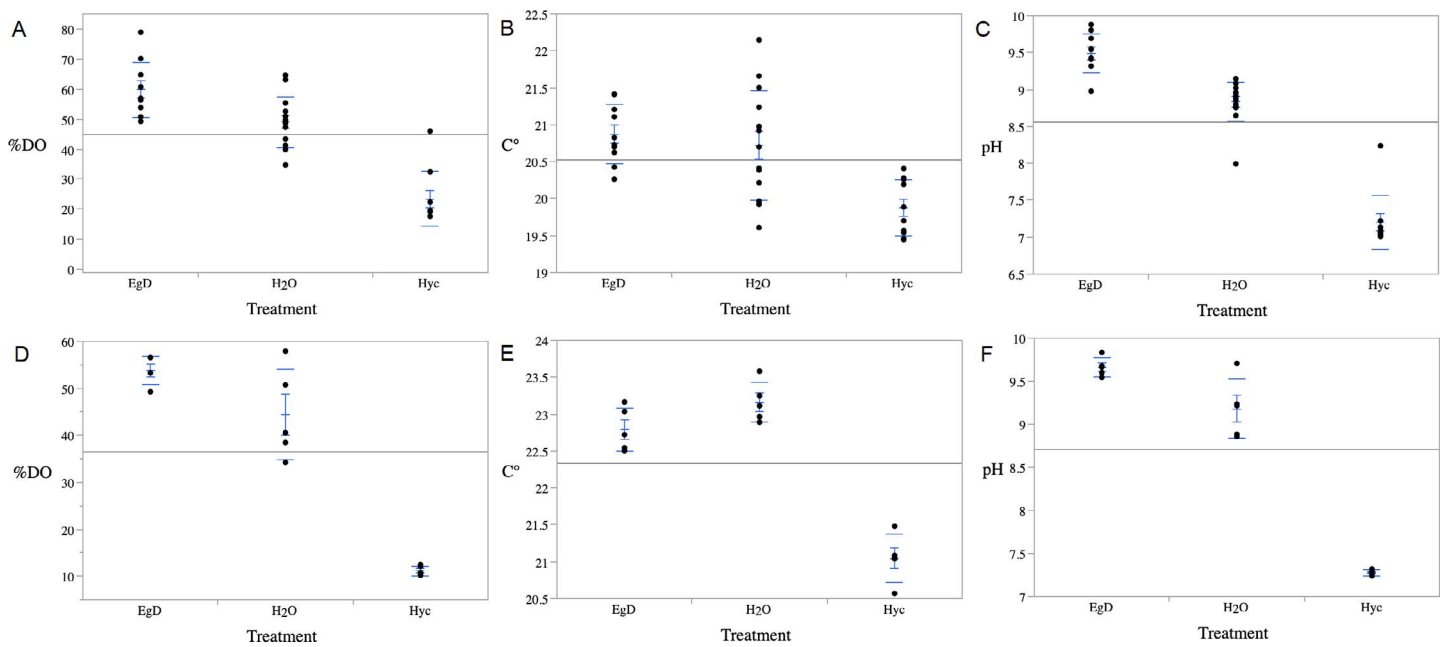 A
80
70
60
50
%DO
40
30
20
10
0
EgD H2O Hyc
Treatment
B
22.5
22
21.5
21
C° 20.5
20
19.5
19
EgD H2O Hyc
Treatment
C
10
9.5
9
8.5
pH
8
7.5
7
6.5
EgD H2O Hyc
Treatment
D
60
50
40
%DO
30
20
10
EgD H2O Hyc
Treatment
E
24
23.5
23
22.5
C°
22
21.5
21
20.5
EgD H2O Hyc
Treatment
F
10
9.5
9
pH 8.5
8
7.5
7
EgD H2O Hyc
Treatment